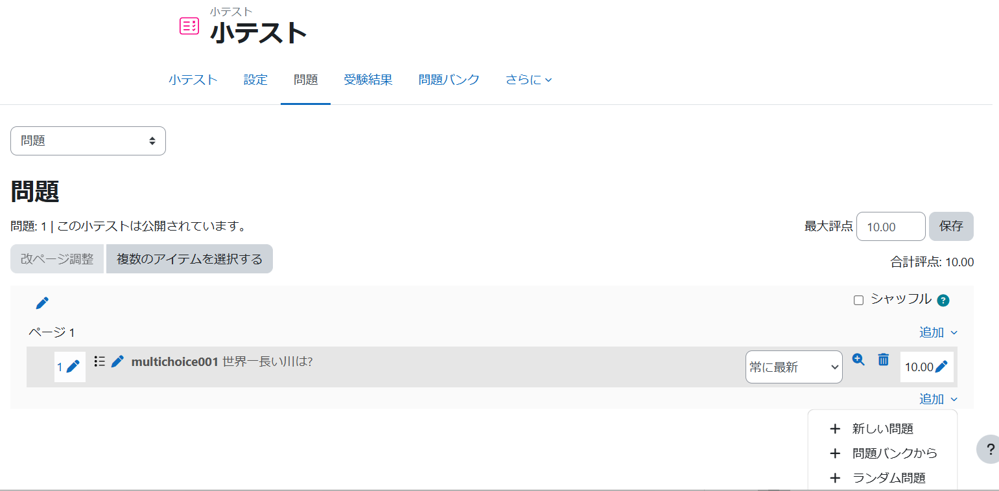 小テスト
小テスト
小テスト 設定 問題 受験結果 問題バンク さらに
問題
問題
問題: 1 | この小テストは公開されています。
最大評点 10.00 保存
改ページ調整 複数のアイテムを選択する
合計評点: 10.00
シャッフル ?
ページ 1
追加
1 multichoice001 世界一長い川は? 常に最新 10.00
追加
+ 新しい問題
+ 問題バンクから
?
+ ランダム問題